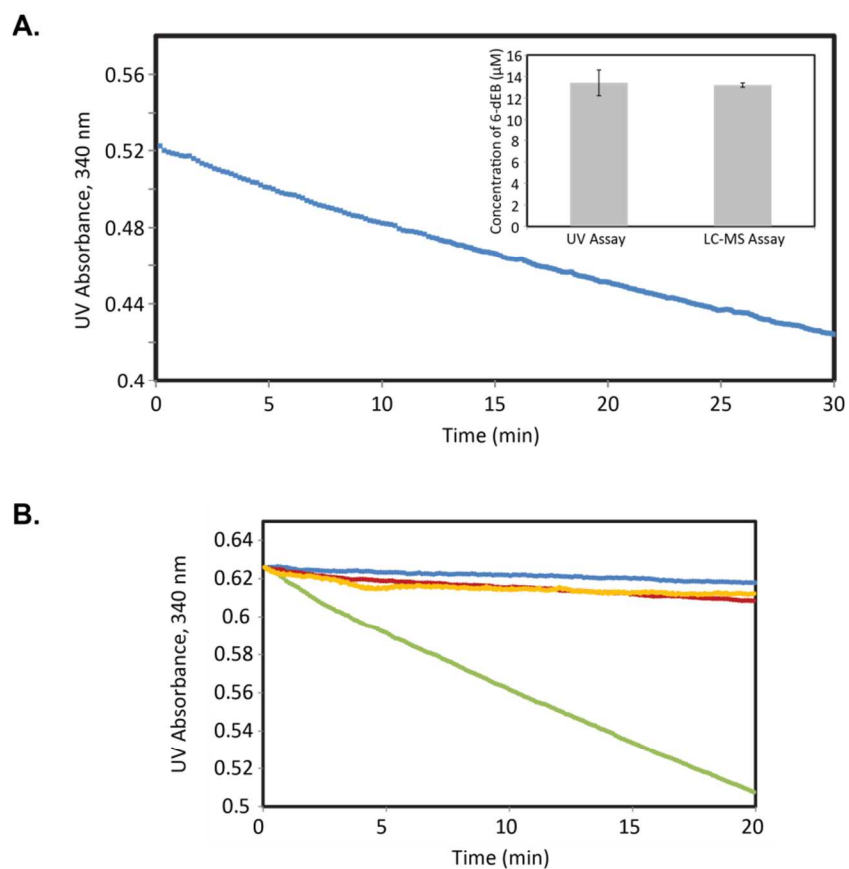 A.
UV Absorbance, 340 nm
0.56
0.52
0.48
0.44
0.4
0 5 10 15 20 25 30
Time (min)
Concentration of 6-dEB (μM)
16
14
12
10
8
6
4
2
0
UV Assay LC-MS Assay
B.
UV Absorbance, 340 nm
0.64
0.62
0.6
0.58
0.56
0.54
0.52
0.5
0 5 10 15 20
Time (min)